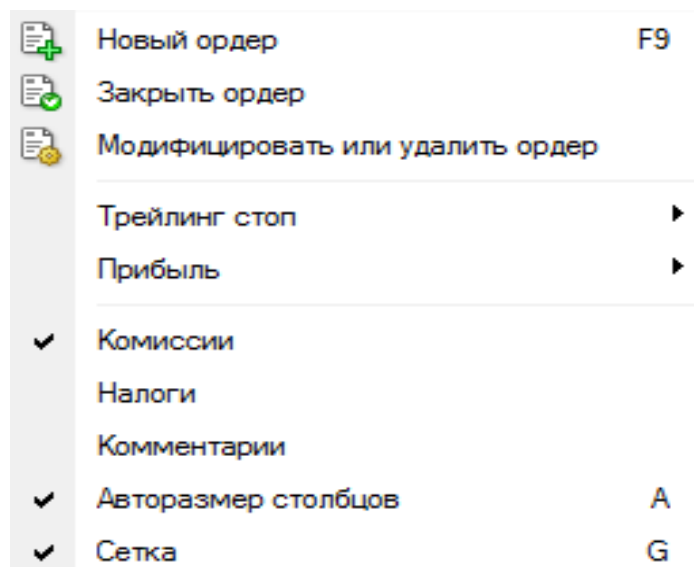 Новый ордер F9
Закрыть ордер
Модифицировать или удалить ордер
Трейлинг стоп
Прибыль
Комиссии
Налоги
Комментарии
Авторазмер столбцов A
Сетка G